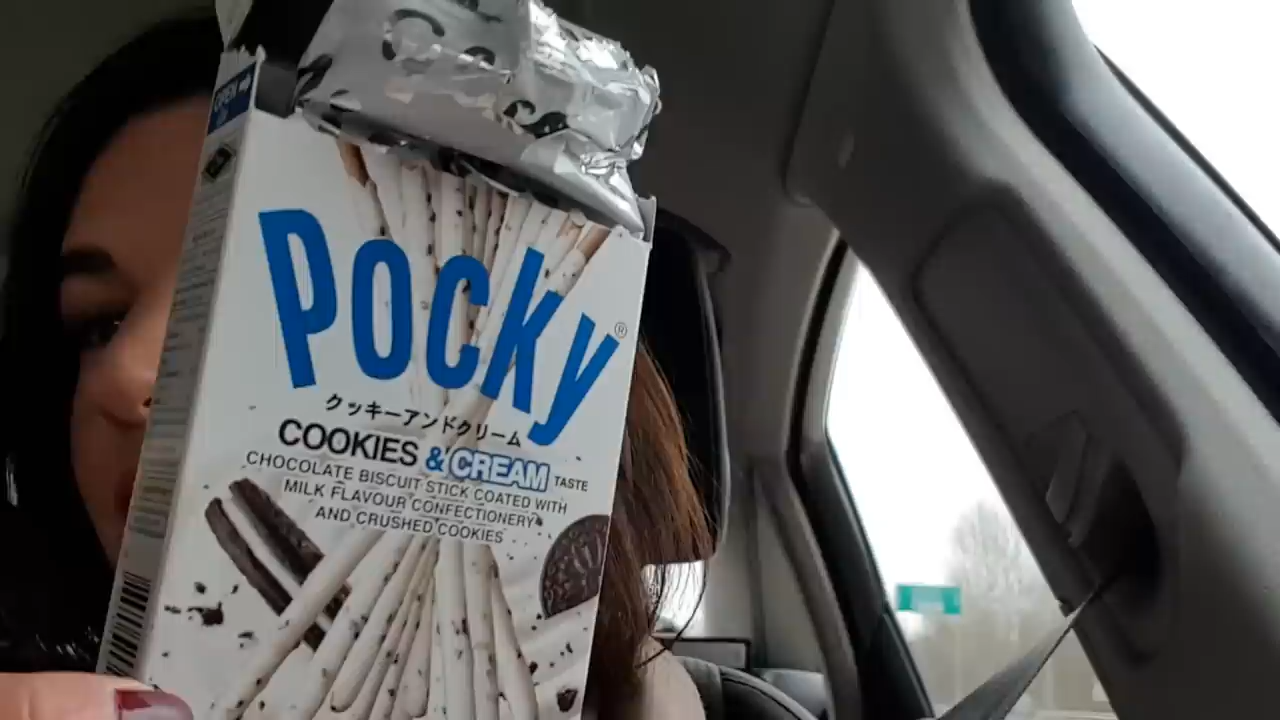 OPEN
Pocky®
クッキーアンドクリーム
COOKIES & CREAM TASTE
CHOCOLATE BISCUIT STICK COATED WITH
MILK FLAVOUR CONFECTIONERY
AND CRUSHED COOKIES